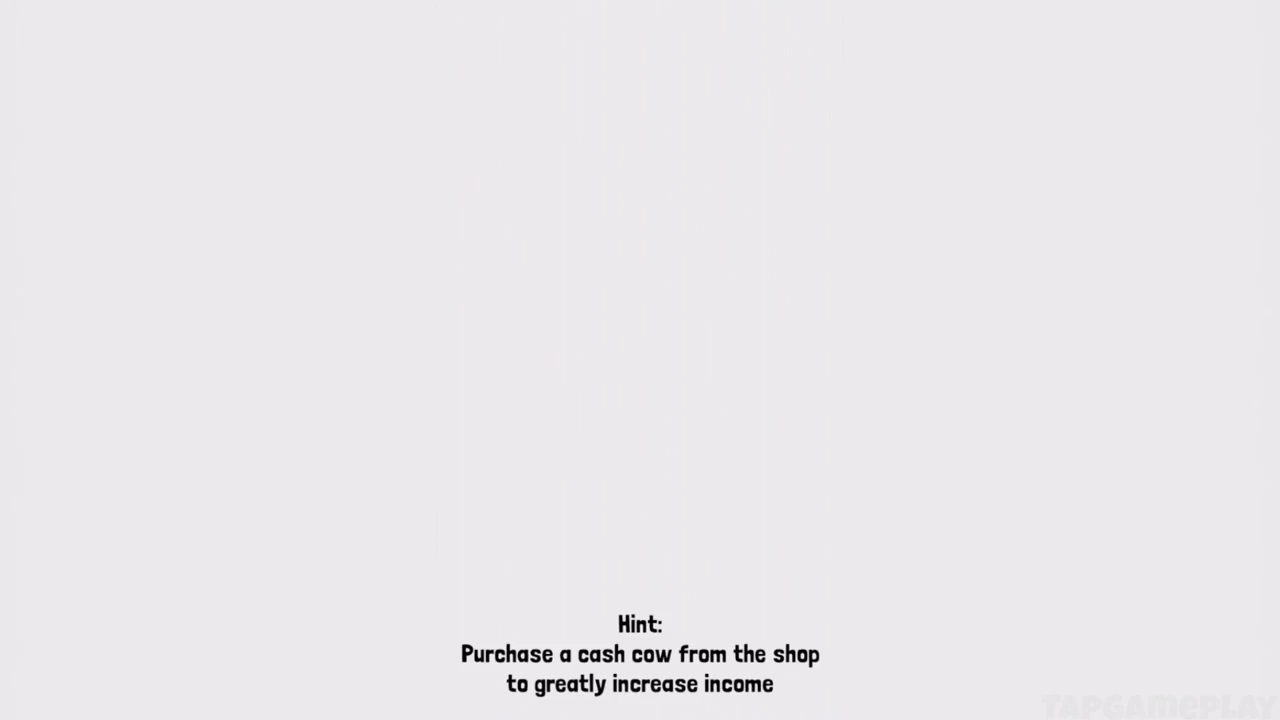 Hint:
Purchase a cash cow from the shop
to greatly increase income
TAPGAMEPLAY